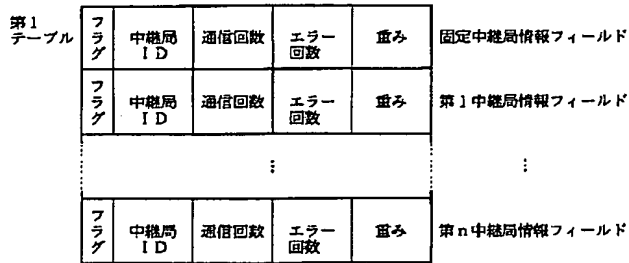 第1
テーブル
フラグ 中継局ID 通信回数 エラー回数 重み 固定中継局情報フィールド
フラグ 中継局ID 通信回数 エラー回数 重み 第1中継局情報フィールド
⋮ ⋮
フラグ 中継局ID 通信回数 エラー回数 重み 第n中継局情報フィールド